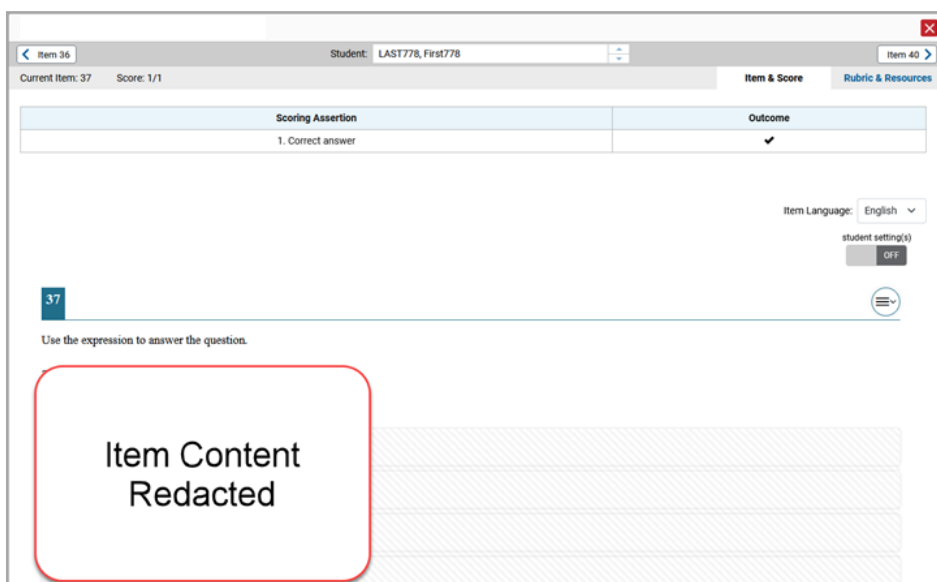 Item 36
Student: LAST778, First778
Item 40
Current Item: 37 Score: 1/1
Item & Score
Rubric & Resources
Scoring Assertion Outcome
1. Correct answer
Item Language: English
student setting(s)
OFF
37
Use the expression to answer the question.
Item Content
Redacted